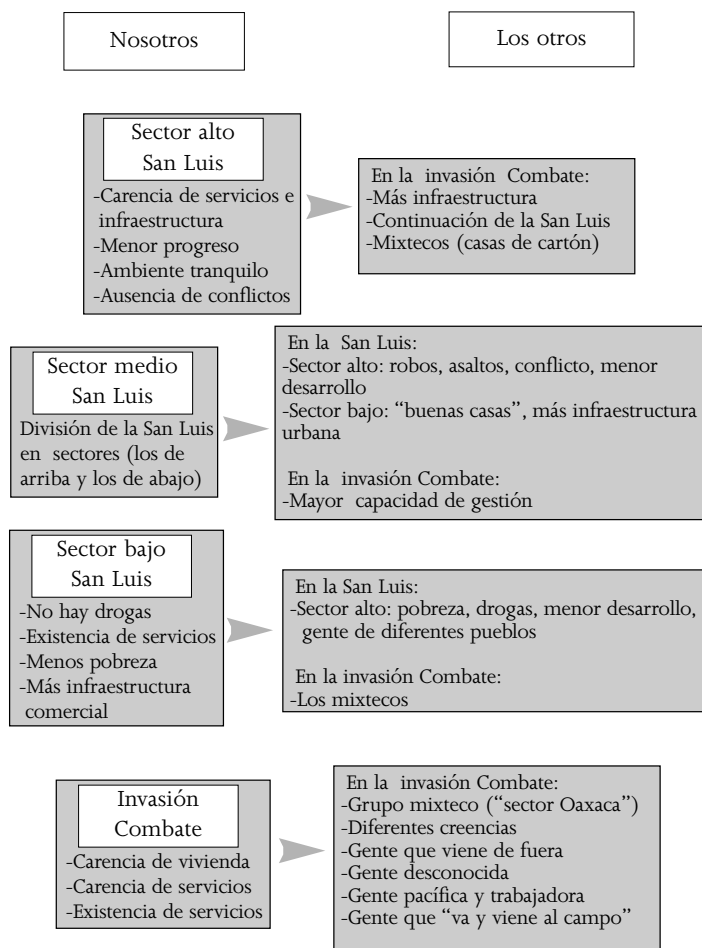 Nosotros
Los otros
Sector alto
San Luis
-Carencia de servicios e
infraestructura
-Menor progreso
-Ambiente tranquilo
-Ausencia de conflictos
En la invasión Combate:
-Más infraestructura
-Continuación de la San Luis
-Mixtecos (casas de cartón)
Sector medio
San Luis
División de la San Luis
en sectores (los de
arriba y los de abajo)
En la San Luis:
-Sector alto: robos, asaltos, conflicto, menor
desarrollo
-Sector bajo: “buenas casas”, más infraestructura
urbana
En la invasión Combate:
-Mayor capacidad de gestión
Sector bajo
San Luis
-No hay drogas
-Existencia de servicios
-Menos pobreza
-Más infraestructura
comercial
En la San Luis:
-Sector alto: pobreza, drogas, menor desarrollo,
gente de diferentes pueblos
En la invasión Combate:
-Los mixtecos
Invasión
Combate
-Carencia de vivienda
-Carencia de servicios
-Existencia de servicios
En la invasión Combate:
-Grupo mixteco (“sector Oaxaca”)
-Diferentes creencias
-Gente que viene de fuera
-Gente desconocida
-Gente pacífica y trabajadora
-Gente que “va y viene al campo”